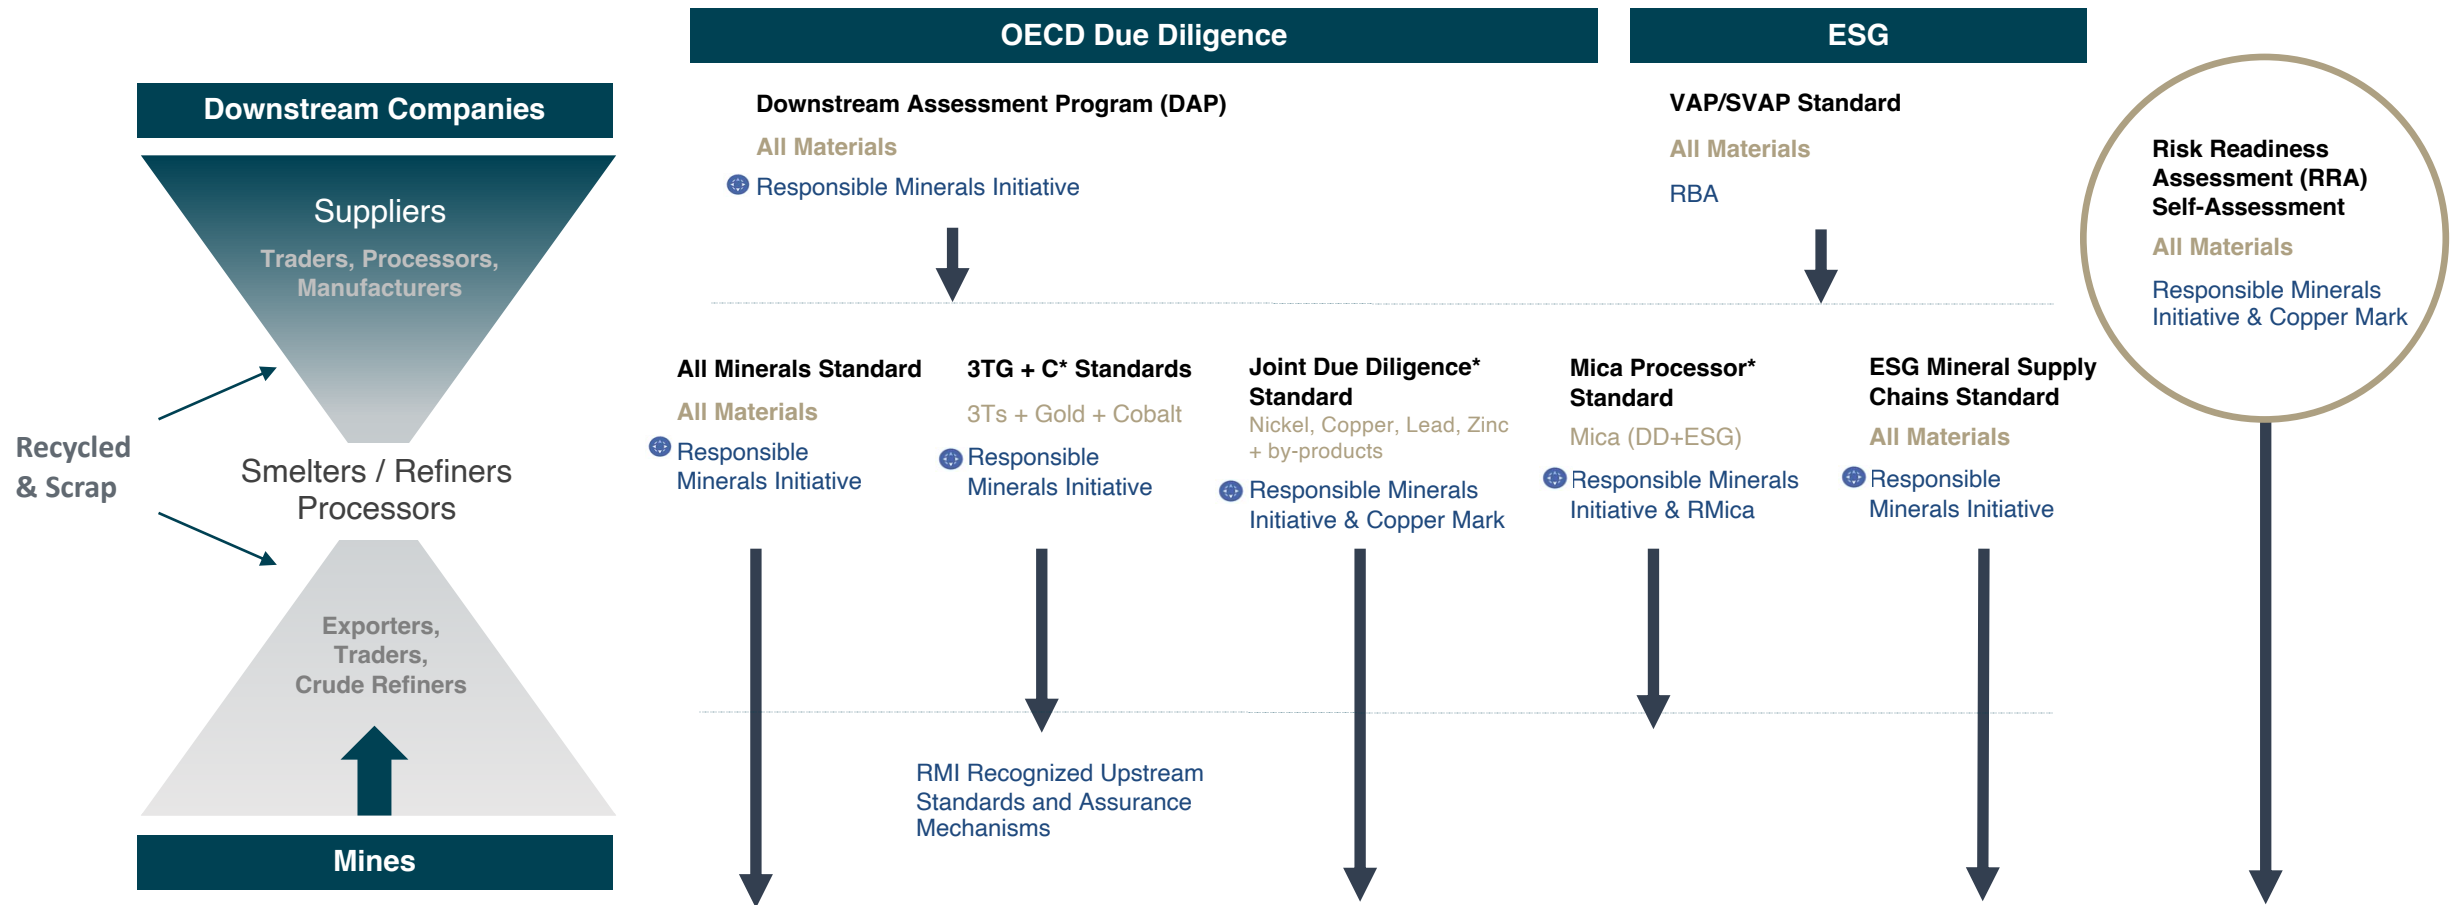 OECD Due Diligence
ESG
Downstream Companies
Suppliers
Traders, Processors,
Manufacturers
Recycled
& Scrap
Smelters / Refiners
Processors
Exporters,
Traders,
Crude Refiners
Mines
Downstream Assessment Program (DAP)
All Materials
Responsible Minerals Initiative
VAP/SVAP Standard
All Materials
RBA
Risk Readiness
Assessment (RRA)
Self-Assessment
All Materials
Responsible Minerals
Initiative & Copper Mark
All Minerals Standard
All Materials
Responsible
Minerals Initiative
3TG + C* Standards
3Ts + Gold + Cobalt
Responsible
Minerals Initiative
Joint Due Diligence*
Standard
Nickel, Copper, Lead, Zinc
+ by-products
Responsible Minerals
Initiative & Copper Mark
Mica Processor*
Standard
Mica (DD+ESG)
Responsible Minerals
Initiative & RMica
ESG Mineral Supply
Chains Standard
All Materials
Responsible
Minerals Initiative
RMI Recognized Upstream
Standards and Assurance
Mechanisms